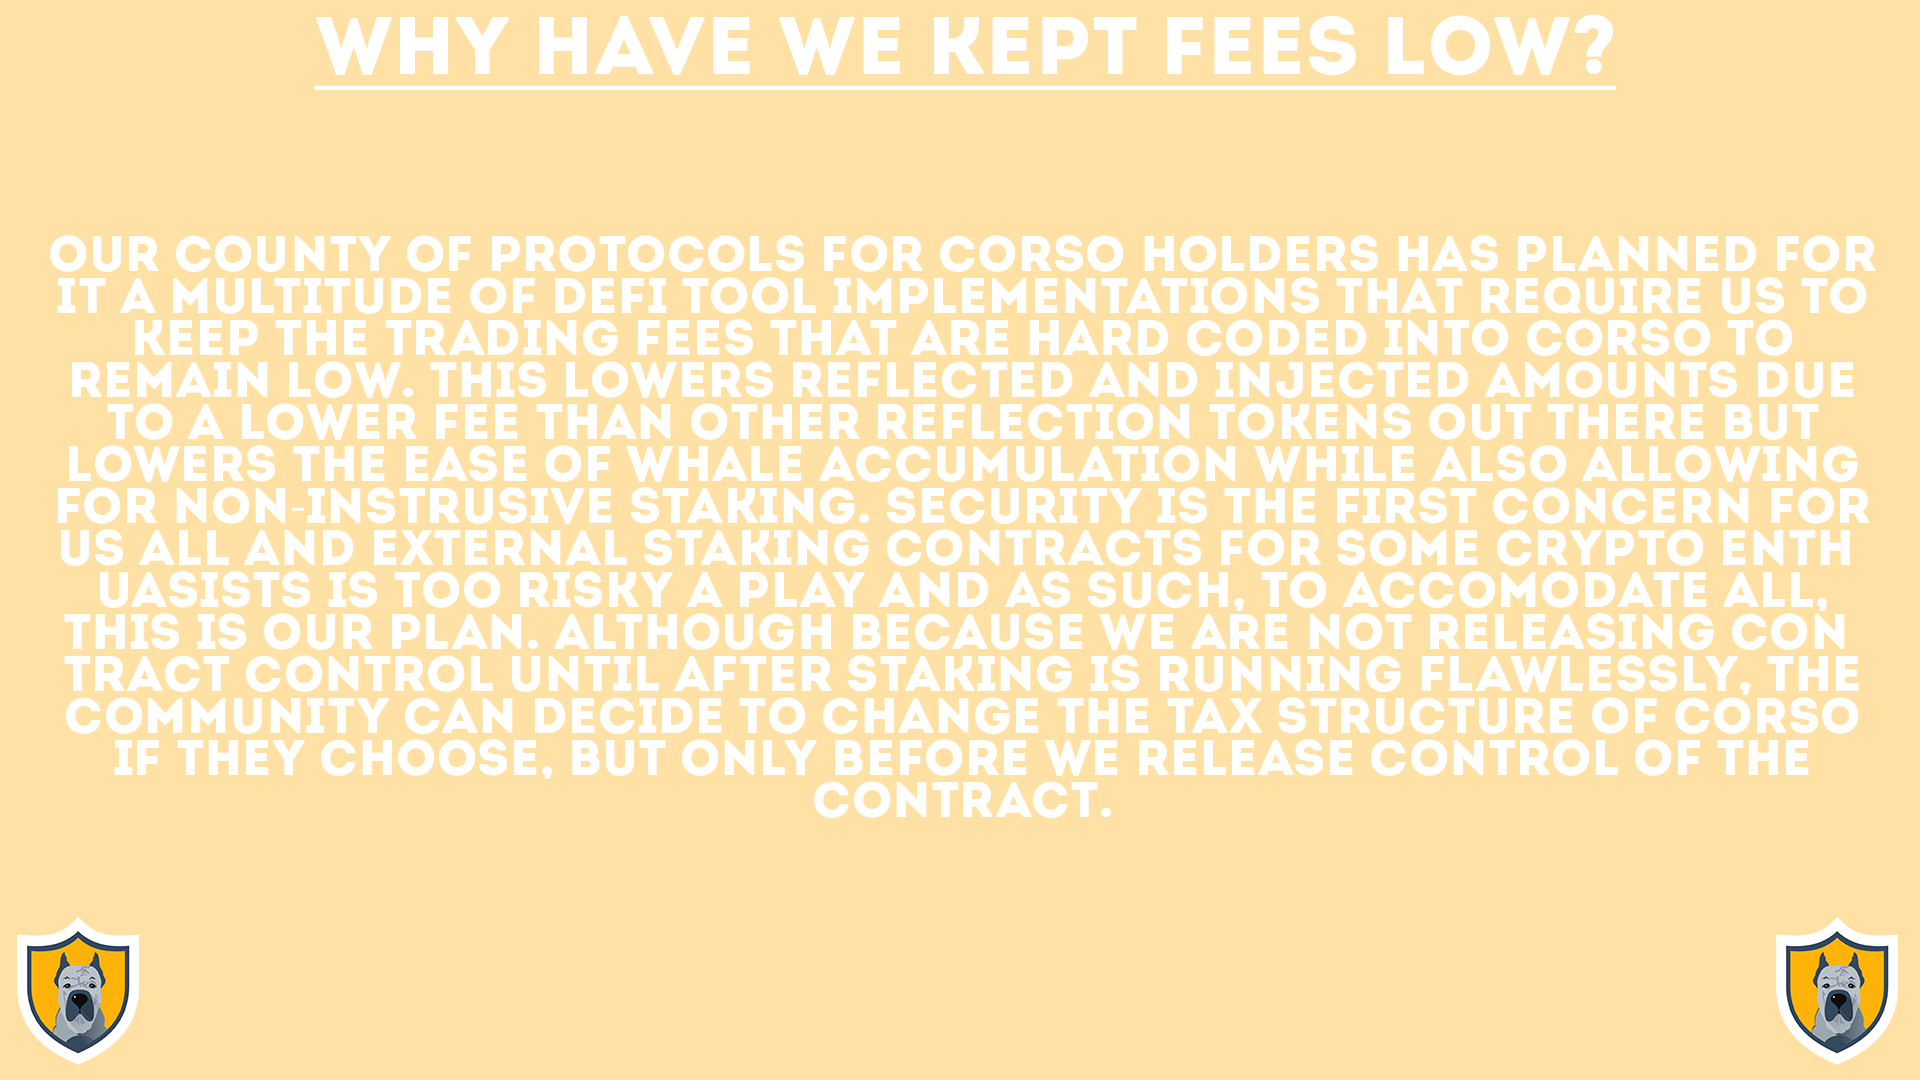 WHY HAVE WE KEPT FEES LOW?
OUR COUNTY OF PROTOCOLS FOR CORSO HOLDERS HAS PLANNED FOR
IT A MULTITUDE OF DEFI TOOL IMPLEMENTATIONS THAT REQUIRE US TO
KEEP THE TRADING FEES THAT ARE HARD CODED INTO CORSO TO
REMAIN LOW. THIS LOWERS REFLECTED AND INJECTED AMOUNTS DUE
TO A LOWER FEE THAN OTHER REFLECTION TOKENS OUT THERE BUT
LOWERS THE EASE OF WHALE ACCUMULATION WHILE ALSO ALLOWING
FOR NON-INSTRUSIVE STAKING. SECURITY IS THE FIRST CONCERN FOR
US ALL AND EXTERNAL STAKING CONTRACTS FOR SOME CRYPTO ENTH
UASISTS IS TOO RISKY A PLAY AND AS SUCH, TO ACCOMODATE ALL,
THIS IS OUR PLAN. ALTHOUGH BECAUSE WE ARE NOT RELEASING CON
TRACT CONTROL UNTIL AFTER STAKING IS RUNNING FLAWLESSLY, THE
COMMUNITY CAN DECIDE TO CHANGE THE TAX STRUCTURE OF CORSO
IF THEY CHOOSE, BUT ONLY BEFORE WE RELEASE CONTROL OF THE
CONTRACT.